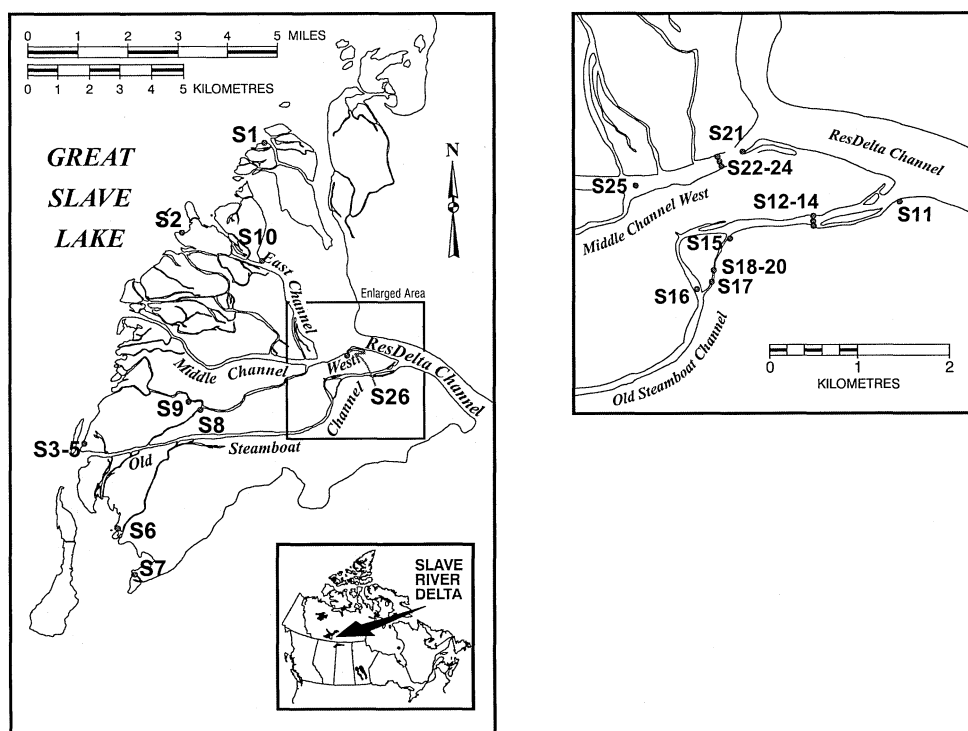 0 1 2 3 4 5 MILES
0 1 2 3 4 5 KILOMETRES
S1
GREAT
SLAVE
LAKE
N
S2
S10
East Channel
Enlarged Area
Middle Channel West
ResDelta Channel
S26
S9
S8
S3-5
Old Steamboat Channel
S6
S7
SLAVE
RIVER
DELTA
S21
ResDelta Channel
S22-24
S25
S12-14
S11
Middle Channel West
S15
S18-20
S16
S17
Old Steamboat Channel
0 1 2
KILOMETRES